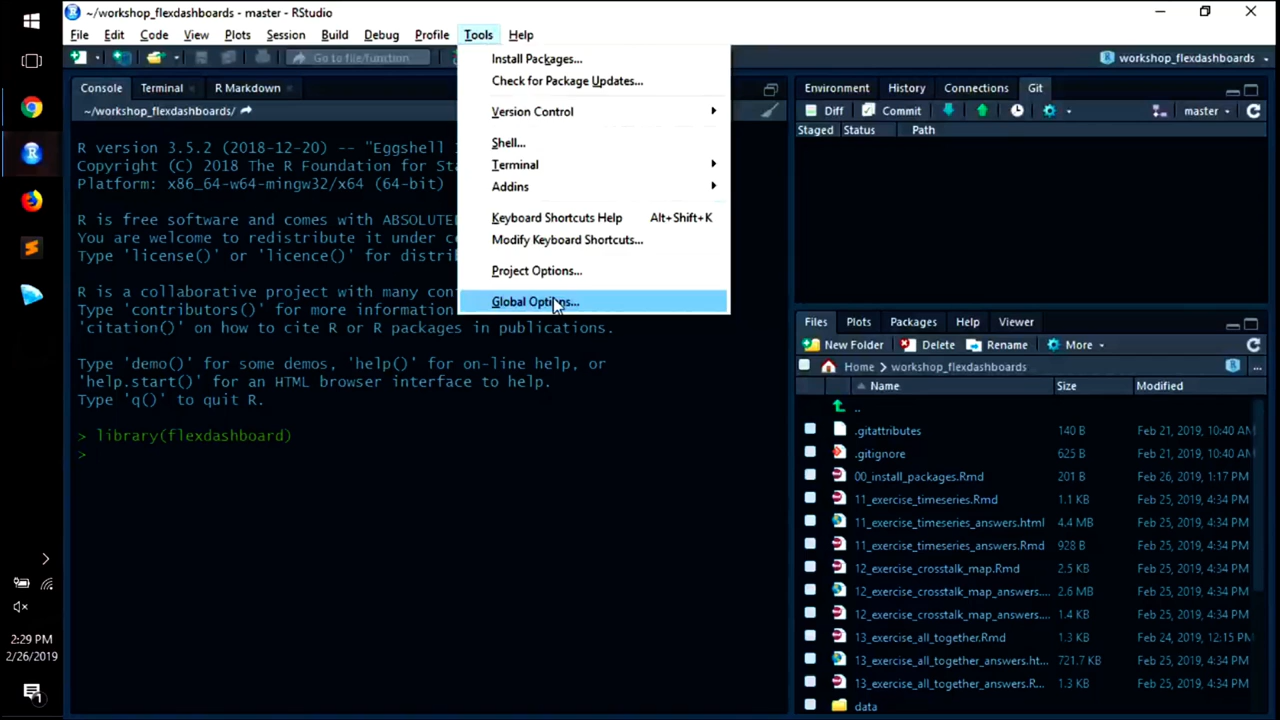 ~/workshop_flexdashboards - master - RStudio
File Edit Code View Plots Session Build Debug Profile Tools Help
Go to file/function
workshop_flexdashboards
Console Terminal R Markdown
~/workshop_flexdashboards/
R version 3.5.2 (2018-12-20) -- "Eggshell
Copyright (C) 2018 The R Foundation for
Platform: x86_64-w64-mingw32/x64 (64-bit)
R is free software and comes with ABSOLUTE
You are welcome to redistribute it under
Type 'license()' or 'licence()' for
R is a collaborative project with many
Type 'contributors()' for more information
'citation()' on how to cite R or R packages in publications.
Type 'demo()' for some demos, 'help()' for on-line help, or
'help.start()' for an HTML browser interface to help.
Type 'q()' to quit R.
> library(flexdashboard)
>
Install Packages...
Check for Package Updates...
Version Control
Shell...
Terminal
Addins
Keyboard Shortcuts Help Alt+Shift+K
Modify Keyboard Shortcuts...
Project Options...
Global Options...
Environment History Connections Git
Diff Commit master
Staged Status Path
Files Plots Packages Help Viewer
New Folder Delete Rename More
Home workshop_flexdashboards
Name Size Modified
..
.gitattributes 140 B Feb 21, 2019, 10:40 AM
.gitignore 625 B Feb 21, 2019, 10:40 AM
00_install_packages.Rmd 201 B Feb 26, 2019, 1:17 PM
11_exercise_timeseries.Rmd 1.1 KB Feb 25, 2019, 4:34 PM
11_exercise_timeseries_answers.html 4.4 MB Feb 25, 2019, 4:34 PM
11_exercise_timeseries_answers.Rmd 928 B Feb 25, 2019, 4:34 PM
12_exercise_crosstalk_map.Rmd 2.5 KB Feb 25, 2019, 4:34 PM
12_exercise_crosstalk_map_answers.... 2.6 MB Feb 25, 2019, 4:34 PM
12_exercise_crosstalk_map_answers.... 1.4 KB Feb 25, 2019, 4:34 PM
13_exercise_all_together.Rmd 1.3 KB Feb 24, 2019, 12:15 PM
13_exercise_all_together_answers.ht... 721.7 KB Feb 25, 2019, 4:34 PM
13_exercise_all_together_answers.R... 1.3 KB Feb 25, 2019, 4:34 PM
data
2:29 PM
2/26/2019